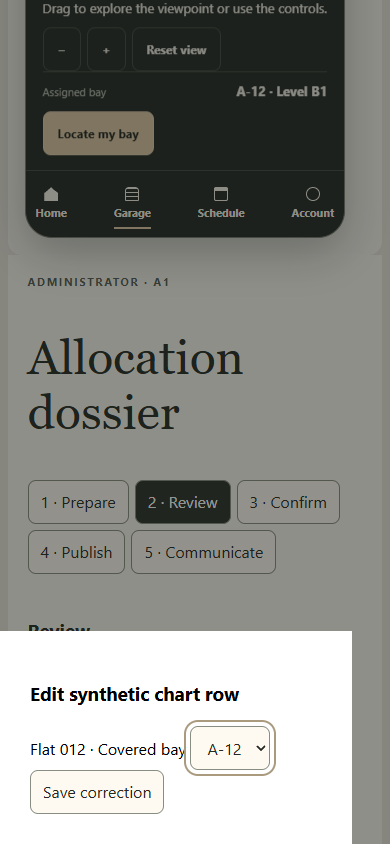 Drag to explore the viewpoint or use the controls.
− + Reset view
Assigned bay A-12 · Level B1
Locate my bay
Home Garage Schedule Account
ADMINISTRATOR · A1
Allocation
dossier
1 · Prepare 2 · Review 3 · Confirm
4 · Publish 5 · Communicate
Review
Edit synthetic chart row
Flat 012 · Covered bay A-12
Save correction